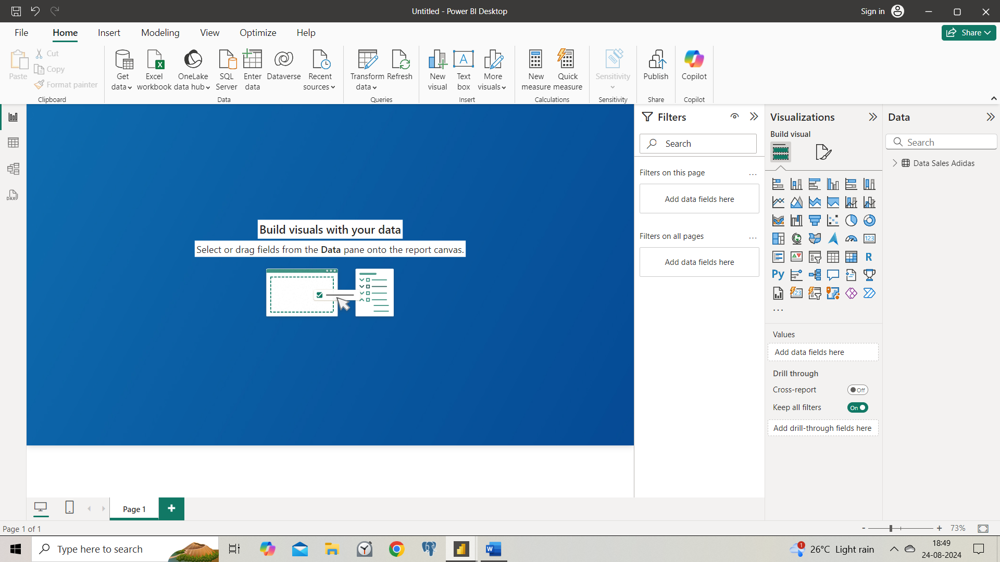 Untitled - Power BI Desktop
Sign in
File Home Insert Modeling View Optimize Help
Share
Paste
Cut
Copy
Format painter
Clipboard
Get data
Excel workbook
OneLake data hub
SQL Server
Enter data
Dataverse
Recent sources
Data
Transform data
Refresh
Queries
New visual
Text box
More visuals
Insert
New measure
Quick measure
Calculations
Sensitivity
Sensitivity
Publish
Share
Copilot
Copilot
DAX
Build visuals with your data
Select or drag fields from the Data pane onto the report canvas.
Filters
Search
Filters on this page
...
Add data fields here
Filters on all pages
...
Add data fields here
Visualizations
Build visual
123
R
Py
123
...
Values
Add data fields here
Drill through
Cross-report
Off
Keep all filters
On
Add drill-through fields here
Data
Search
Data Sales Adidas
Page 1
Page 1 of 1
- + 73%
Type here to search
1
26°C Light rain
18:49
24-08-2024